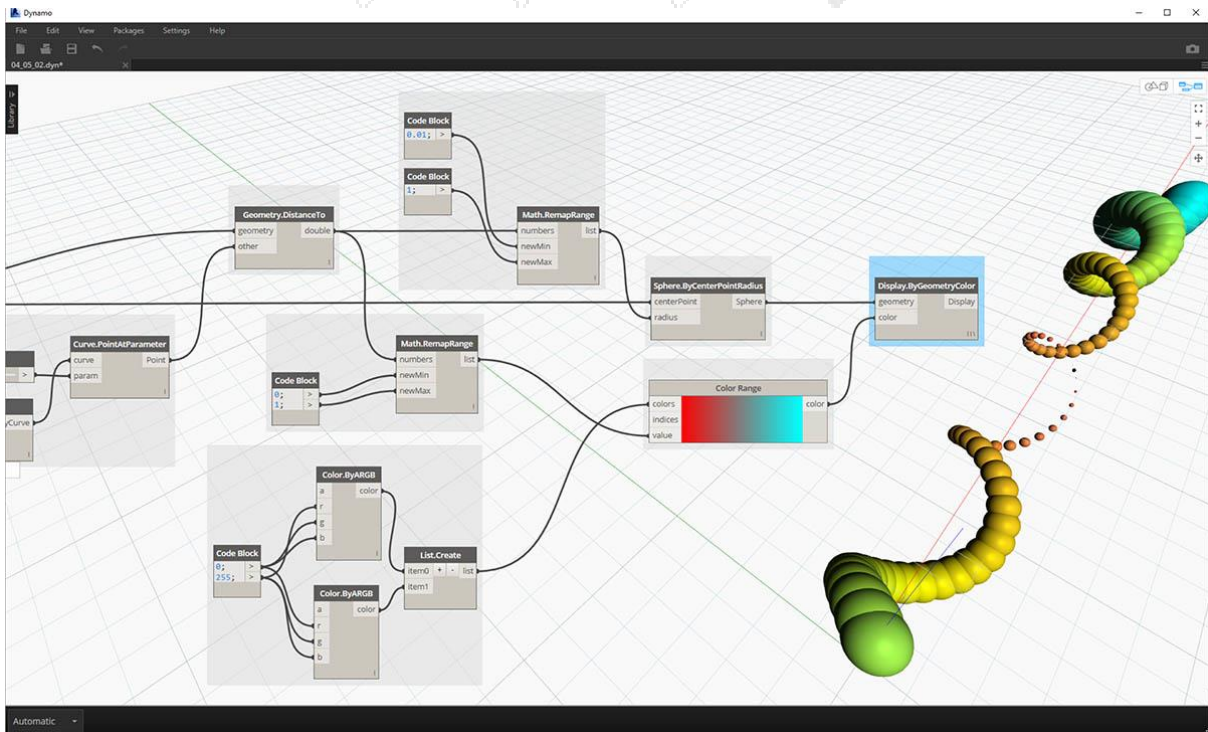 Dynamo
File Edit View Packages Settings Help
04_05_02.dyn*
Library
Code Block
0.01; >
Code Block
1; >
Geometry.DistanceTo
geometry double
other
Math.RemapRange
numbers list
newMin
newMax
Sphere.ByCenterPointRadius
centerPoint Sphere
radius
Display.ByGeometryColor
geometry Display
color
Curve.PointAtParameter
curve Point
param
>
yCurve
Math.RemapRange
numbers list
newMin
newMax
Code Block
0; >
1; >
Color Range
colors color
indices
value
Color.ByARGB
a color
r
g
b
Code Block
0; >
255; >
List.Create
item0 + - list
item1
Color.ByARGB
a color
r
g
b
Automatic